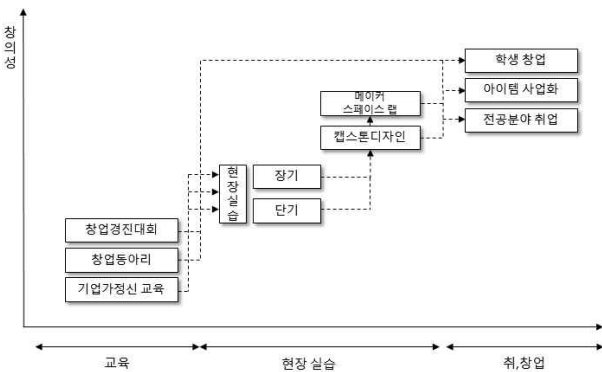 창
의
성
학생 창업
아이템 사업화
전공분야 취업
메이커
스페이스 랩
캡스톤디자인
현
장
실
습
장기
단기
창업경진대회
창업동아리
기업가정신 교육
교육
현장 실습
취,창업